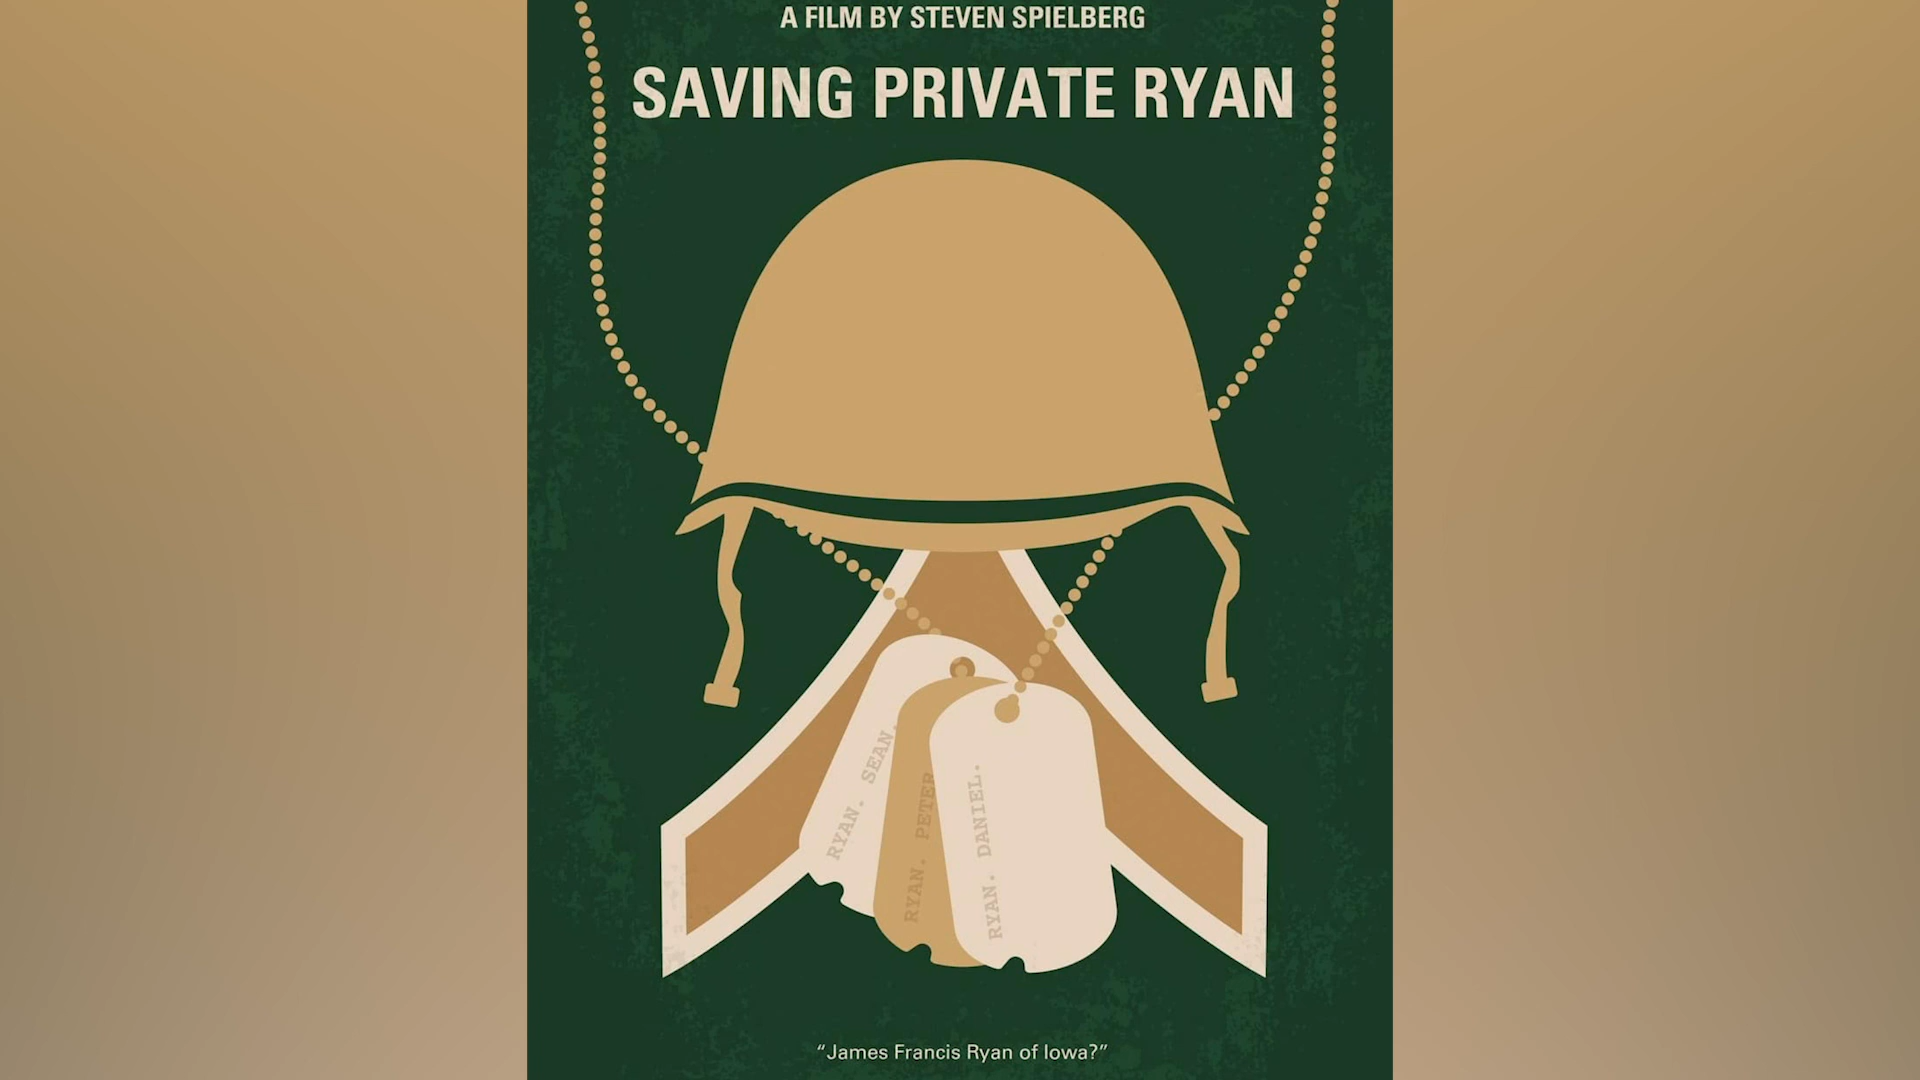 A FILM BY STEVEN SPIELBERG
SAVING PRIVATE RYAN
RYAN. SEAN.
RYAN. PETER
RYAN. DANIEL.
“James Francis Ryan of Iowa?”